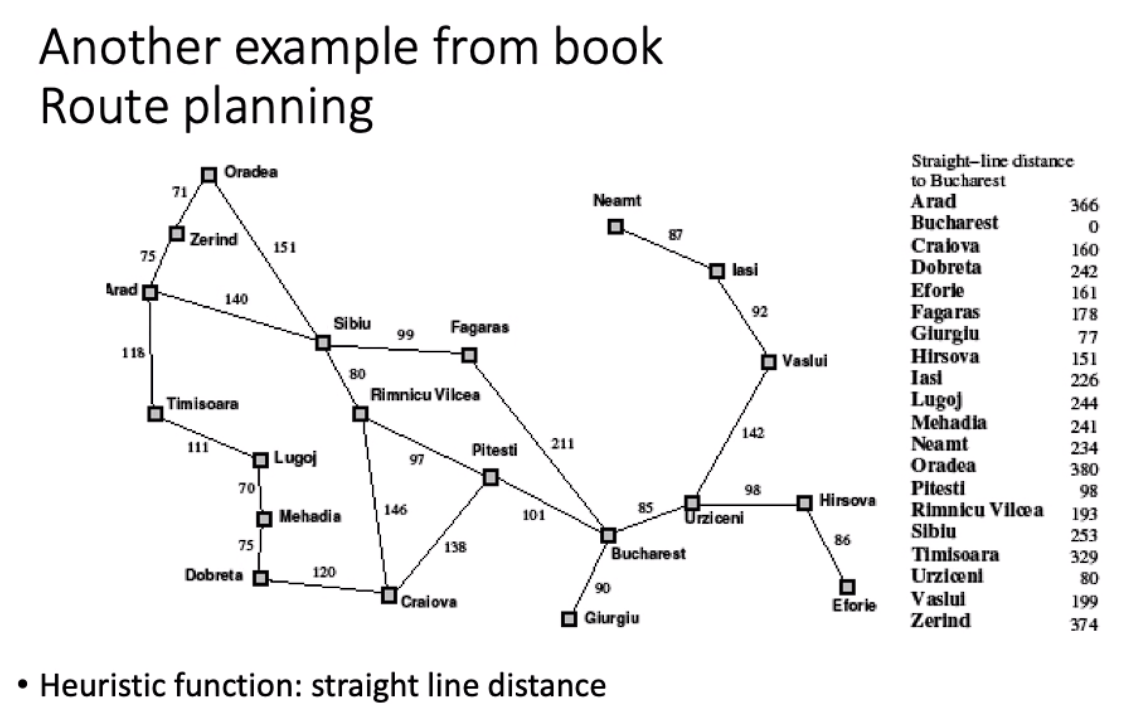 Another example from book
Route planning
Oradea
71
Zerind
151
75
Arad
140
Sibiu
99
Fagaras
118
80
Timisoara
Rimnicu Vilcea
111
Lugoj
97
Pitesti
211
70
Mehadia
146
101
75
138
Dobreta
120
Craiova
Neamt
87
Iasi
92
Vaslui
142
98
Hirsova
85
Urziceni
86
Bucharest
90
Giurgiu
Eforie
Straight–line distance
to Bucharest
Arad 366
Bucharest 0
Craiova 160
Dobreta 242
Eforie 161
Fagaras 178
Giurgiu 77
Hirsova 151
Iasi 226
Lugoj 244
Mehadia 241
Neamt 234
Oradea 380
Pitesti 98
Rimnicu Vilcea 193
Sibiu 253
Timisoara 329
Urziceni 80
Vaslui 199
Zerind 374
• Heuristic function: straight line distance